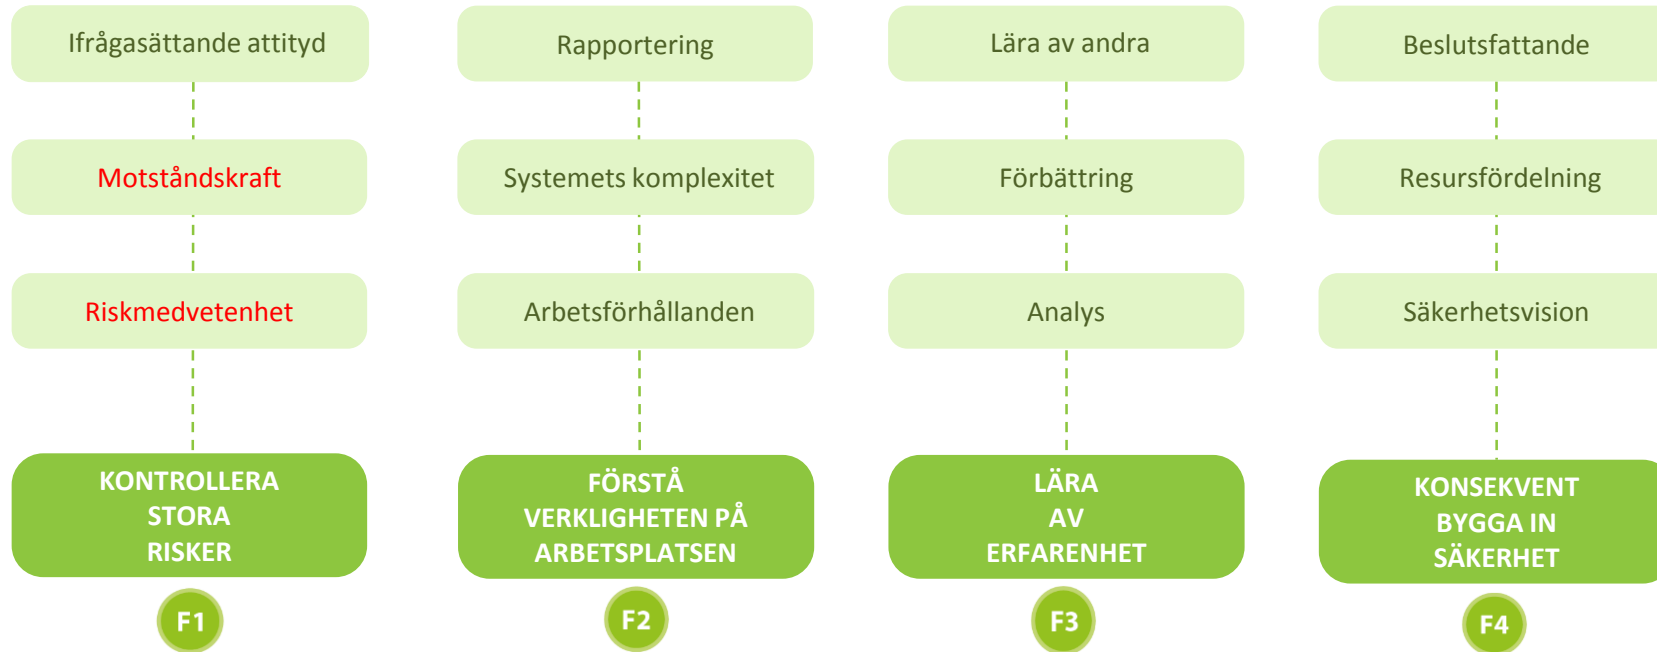 Ifrågasättande attityd
Rapportering
Lära av andra
Beslutsfattande
Motståndskraft
Systemets komplexitet
Förbättring
Resursfördelning
Riskmedvetenhet
Arbetsförhållanden
Analys
Säkerhetsvision
KONTROLLERA
STORA
RISKER
FÖRSTÅ
VERKLIGHETEN PÅ
ARBETSPLATSEN
LÄRA
AV
ERFARENHET
KONSEKVENT
BYGGA IN
SÄKERHET
F1
F2
F3
F4